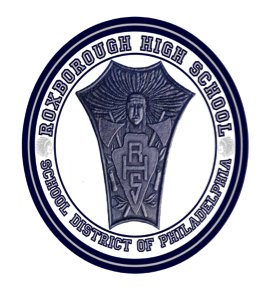 ROXBOROUGH HIGH SCHOOL
RHS
SCHOOL DISTRICT OF PHILADELPHIA